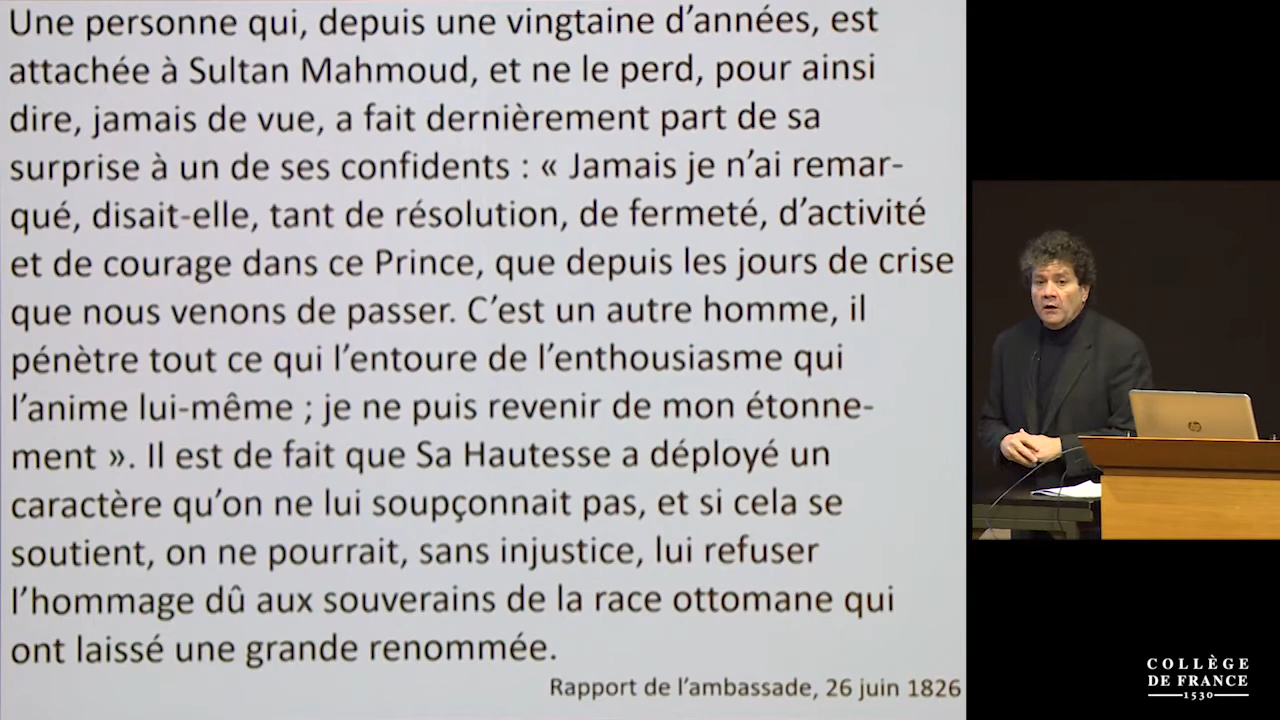 Une personne qui, depuis une vingtaine d'années, est
attachée à Sultan Mahmoud, et ne le perd, pour ainsi
dire, jamais de vue, a fait dernièrement part de sa
surprise à un de ses confidents : « Jamais je n'ai remar-
qué, disait-elle, tant de résolution, de fermeté, d'activité
et de courage dans ce Prince, que depuis les jours de crise
que nous venons de passer. C'est un autre homme, il
pénètre tout ce qui l'entoure de l'enthousiasme qui
l'anime lui-même ; je ne puis revenir de mon étonne-
ment ». Il est de fait que Sa Hautesse a déployé un
caractère qu'on ne lui soupçonnait pas, et si cela se
soutient, on ne pourrait, sans injustice, lui refuser
l'hommage dû aux souverains de la race ottomane qui
ont laissé une grande renommée.
Rapport de l'ambassade, 26 juin 1826
hp
COLLÈGE
DE FRANCE
1530